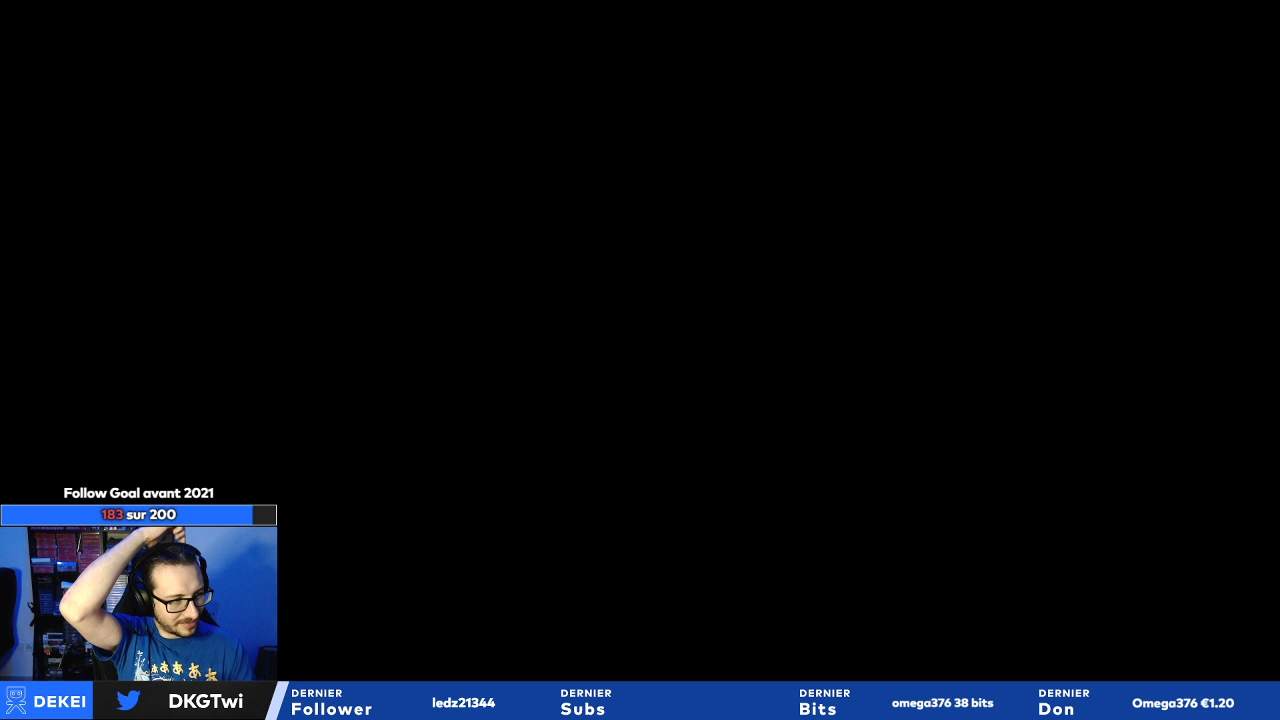 Follow Goal avant 2021
183 sur 200
DEKEI
DKGTwi
DERNIER
Follower
ledz21344
DERNIER
Subs
DERNIER
Bits
omega376 38 bits
DERNIER
Don
Omega376 €1.20